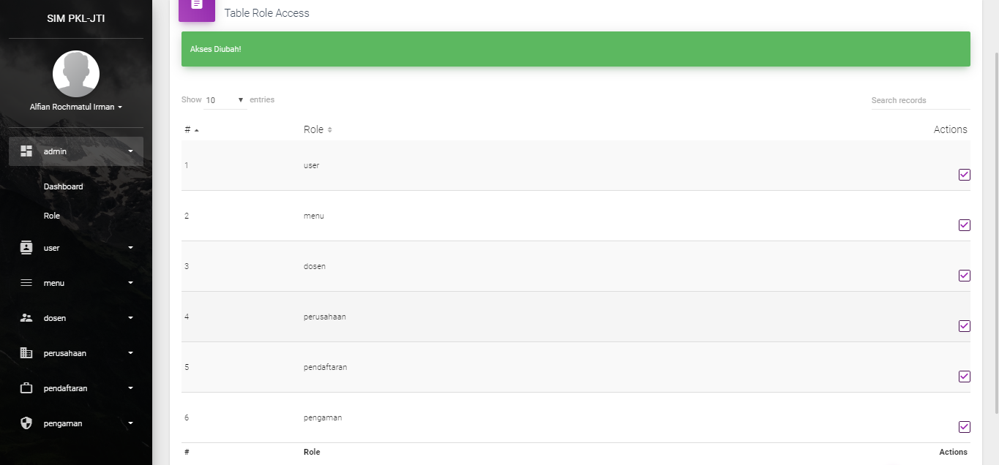 SIM PKL-JTI
Alfian Rochmatul Irman
admin
Dashboard
Role
user
menu
dosen
perusahaan
pendaftaran
pengaman
Table Role Access
Akses Diubah!
Show 10 entries
Search records
# Role Actions
1 user
2 menu
3 dosen
4 perusahaan
5 pendaftaran
6 pengaman
# Role Actions